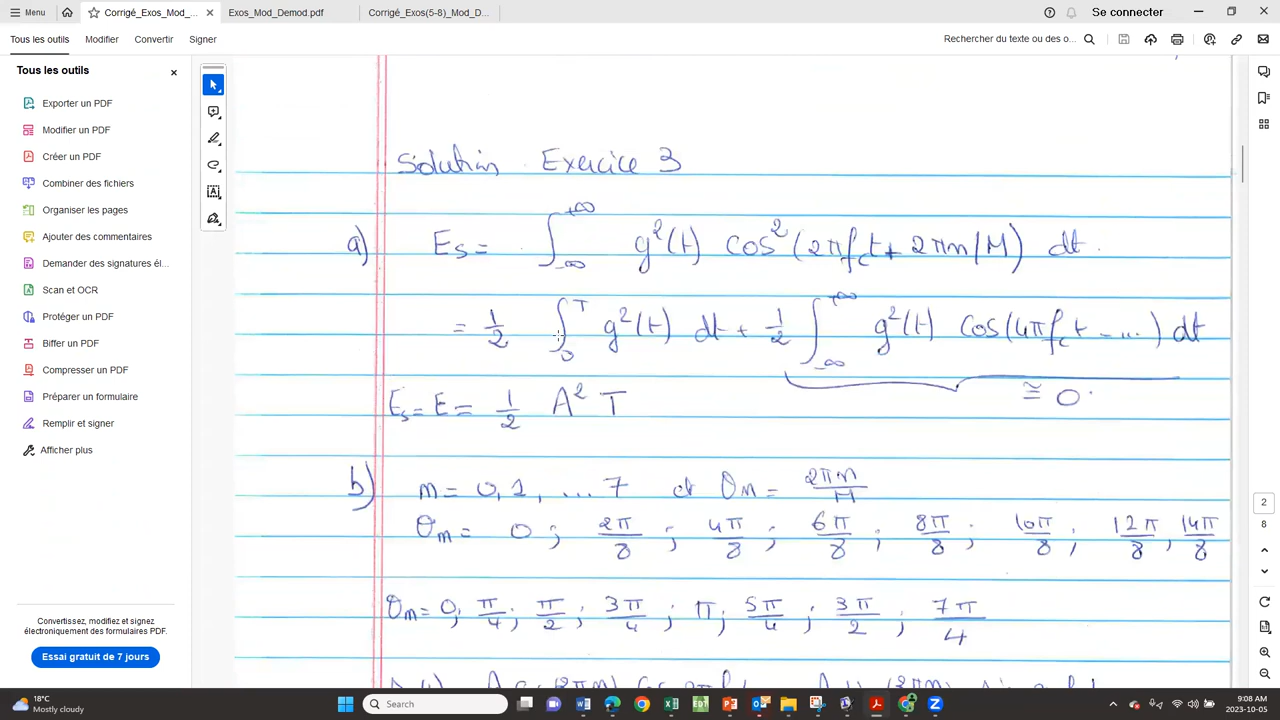 Menu
Corrigé_Exos_Mod_...
Exos_Mod_Demod.pdf
Corrigé_Exos(5-8)_Mod_D...
Se connecter
Tous les outils
Modifier
Convertir
Signer
Rechercher du texte ou des o...
Tous les outils
Exporter un PDF
Modifier un PDF
Créer un PDF
Combiner des fichiers
Organiser les pages
Ajouter des commentaires
Demander des signatures él...
Scan et OCR
Protéger un PDF
Biffer un PDF
Compresser un PDF
Préparer un formulaire
Remplir et signer
Afficher plus
Convertissez, modifiez et signez
électroniquement des formulaires PDF.
Essai gratuit de 7 jours
Solution Exercice 3
a) Es = ∫_{-∞}^{+∞} g²(t) cos²(2πf_c t + 2πm/M) dt.
= 1/2 ∫_0^T g²(t) dt + 1/2 ∫_{-∞}^{+∞} g²(t) cos(4πf_c t - ...) dt
≅ 0.
Es = E = 1/2 A² T
b) m = 0, 1, ... 7 et θm = 2πm/M
θm = 0 ; 2π/8 ; 4π/8 ; 6π/8 ; 8π/8 ; 10π/8 ; 12π/8 ; 14π/8
θm = 0 ; π/4 ; π/2 ; 3π/4 ; π ; 5π/4 ; 3π/2 ; 7π/4
2
8
18°C
Mostly cloudy
Search
EDT
9:08 AM
2023-10-05